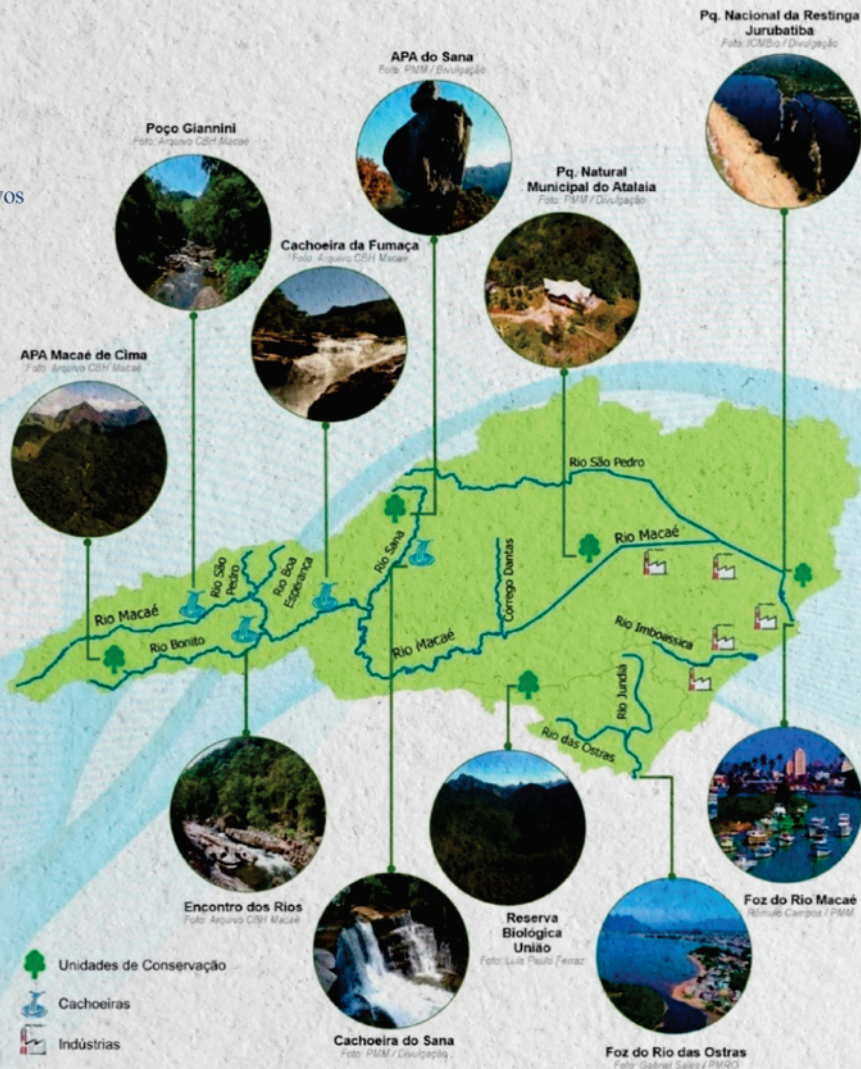 Pq. Nacional da Restinga
Jurubatiba
Foto: ICMBio / Divulgação
APA do Sana
Foto: PMM / Divulgação
Poço Giannini
Foto: Arquivo CBH Macaé
Pq. Natural
Municipal do Atalaia
Foto: PMM / Divulgação
Cachoeira da Fumaça
Foto: Arquivo CBH Macaé
APA Macaé de Cima
Foto: Arquivo CBH Macaé
Rio São Pedro
Rio Macaé
Rio Sana
Córrego Dantas
Rio São
Pedro
Rio Boa
Esperança
Rio Macaé
Rio Bonito
Rio Macaé
Rio Imboassica
Rio Jundiá
Rio das Ostras
Encontro dos Rios
Foto: Arquivo CBH Macaé
Reserva
Biológica
União
Foto: Luis Paulo Ferraz
Foz do Rio Macaé
Rômulo Campos / PMM
Unidades de Conservação
Cachoeiras
Indústrias
Cachoeira do Sana
Foto: PMM / Divulgação
Foz do Rio das Ostras
Foto: Gabriel Sales / PMRO